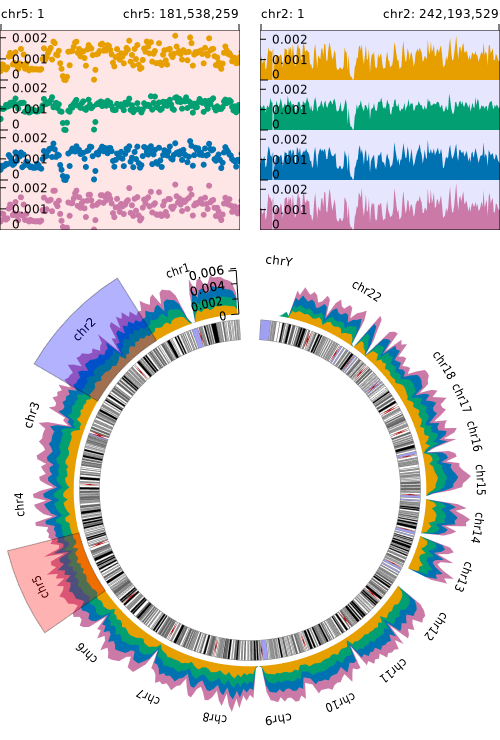 chr5: 1 chr5: 181,538,259 chr2: 1 chr2: 242,193,529
0.002 0.002
0.001 0.001
0 0
0.002 0.002
0.001 0.001
0 0
0.002 0.002
0.001 0.001
0 0
0.002 0.002
0.001 0.001
0 0
chrY
chr1
0.006
0.004
0.002
0
chr22
chr2
chr18
chr17
chr3
chr16
chr15
chr4
chr14
chr13
chr5
chr12
chr6
chr11
chr7
chr10
chr8
chr9